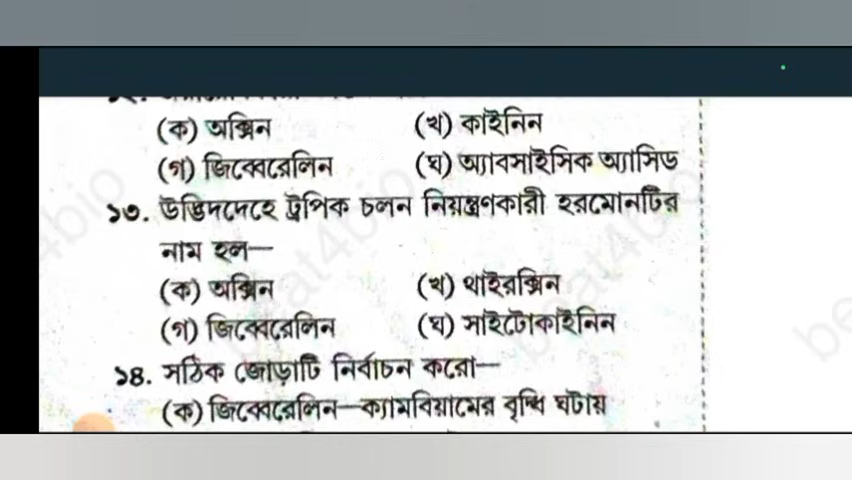 (ক) অক্সিন (খ) কাইনিন
(গ) জিব্বেরেলিন (ঘ) অ্যাবসাইসিক অ্যাসিড
১৩. উদ্ভিদদেহে ট্রপিক চলন নিয়ন্ত্রণকারী হরমোনটির
নাম হল—
(ক) অক্সিন (খ) থাইরক্সিন
(গ) জিব্বেরেলিন (ঘ) সাইটোকাইনিন
১৪. সঠিক জোড়াটি নির্বাচন করো—
(ক) জিব্বেরেলিন—ক্যামবিয়ামের বৃদ্ধি ঘটায়
beat4bio